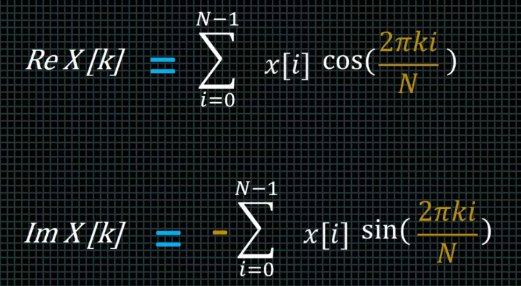 Re X [k] = ∑_{i=0}^{N−1} x[i] cos(2πki/N)
Im X [k] = -∑_{i=0}^{N−1} x[i] sin(2πki/N)